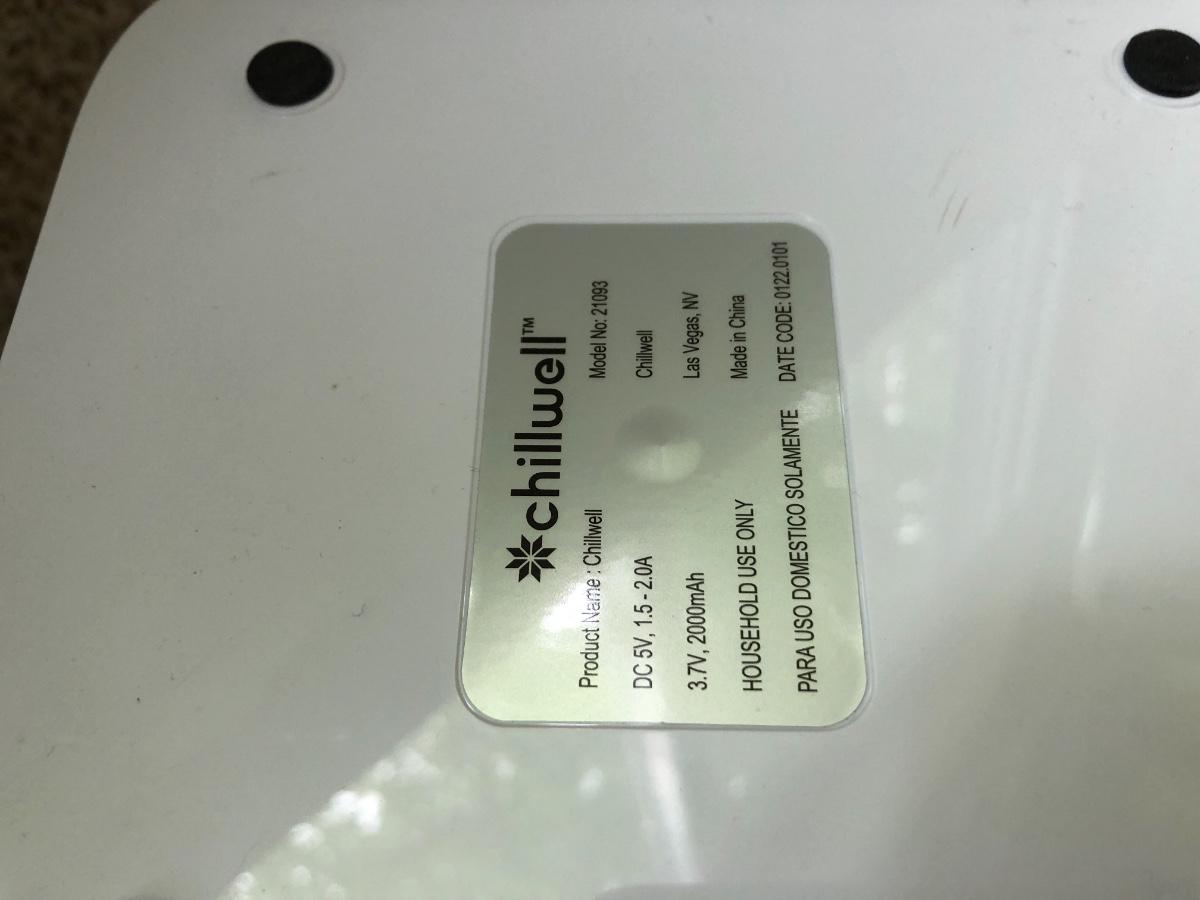 chillwell™
Product Name : Chillwell Model No: 21093
DC 5V, 1.5 - 2.0A Chillwell
3.7V, 2000mAh Las Vegas, NV
HOUSEHOLD USE ONLY Made in China
PARA USO DOMESTICO SOLAMENTE DATE CODE: 0122.0101